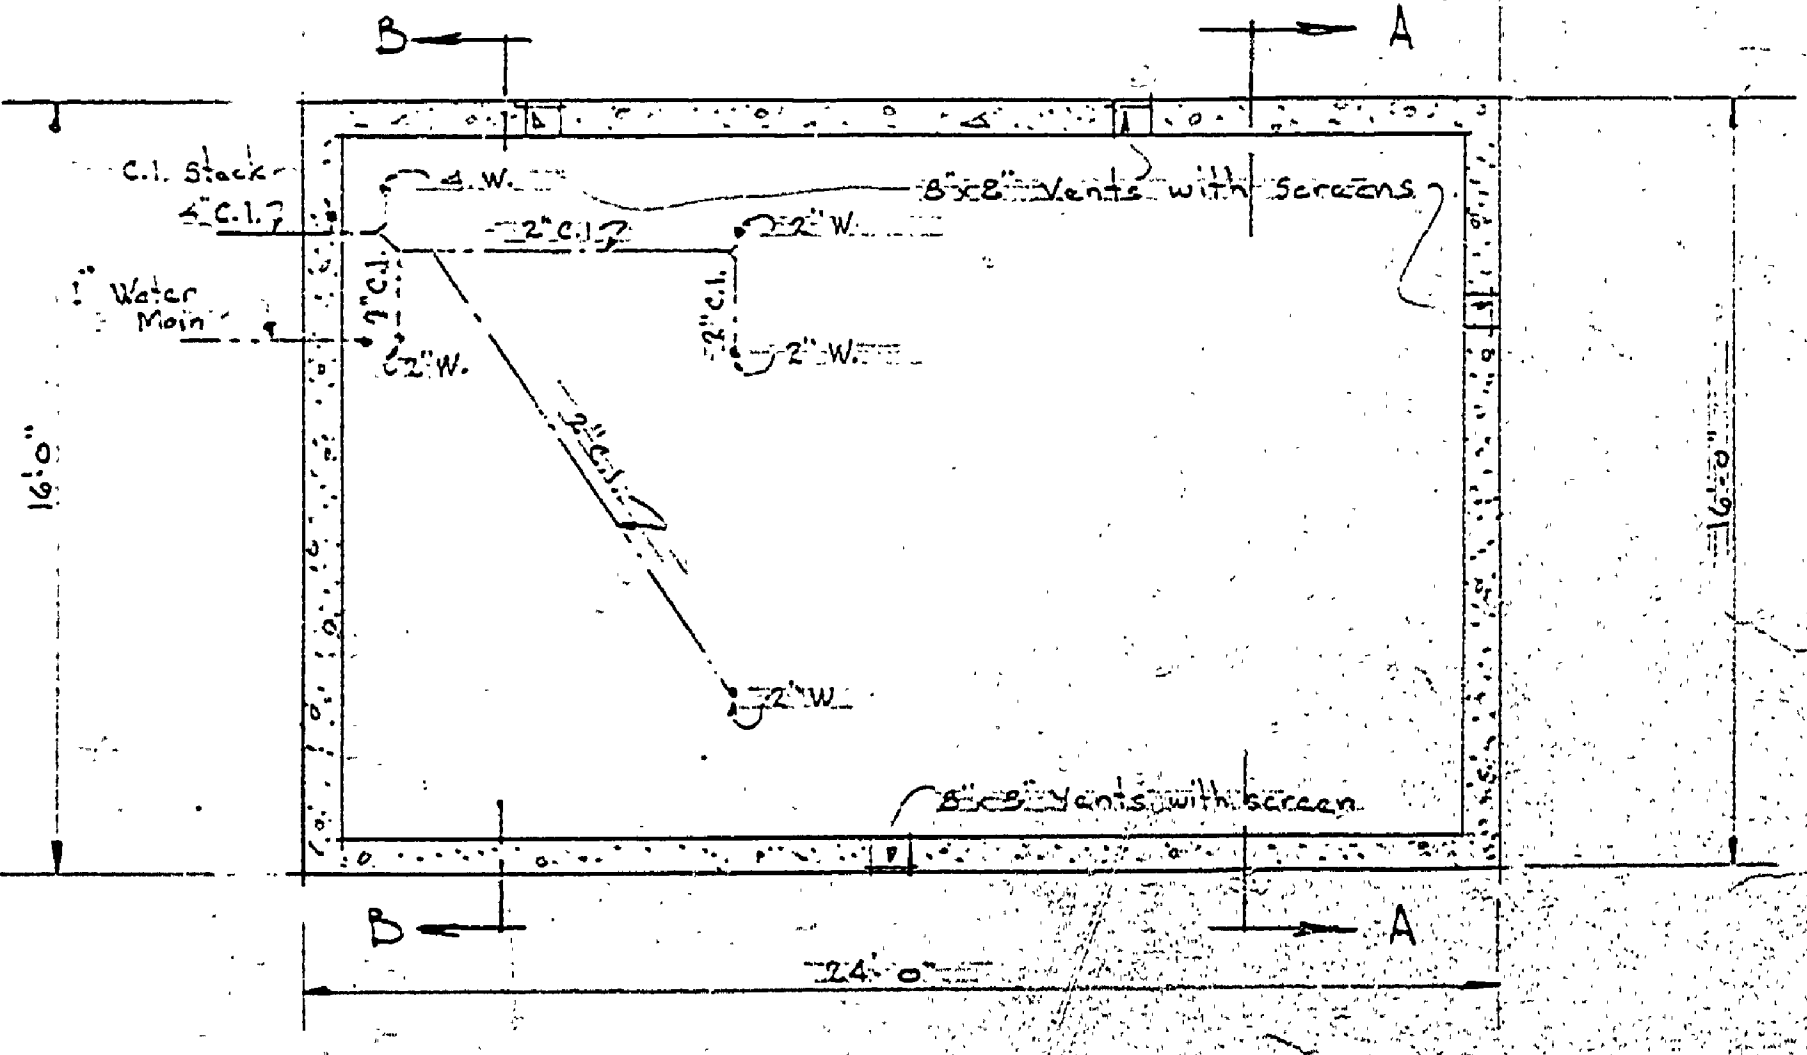 B
A
C.I. Stack
4" C.I.
4" W.
8"x8" Vents with Screens
2" C.I.
2" W.
1" Water
Main
2" C.I.
2" C.I.
2" W.
2" W.
16'0"
2" C.I.
16'-0"
2" W.
8"x8" Vents with screen
B
A
24'-0"